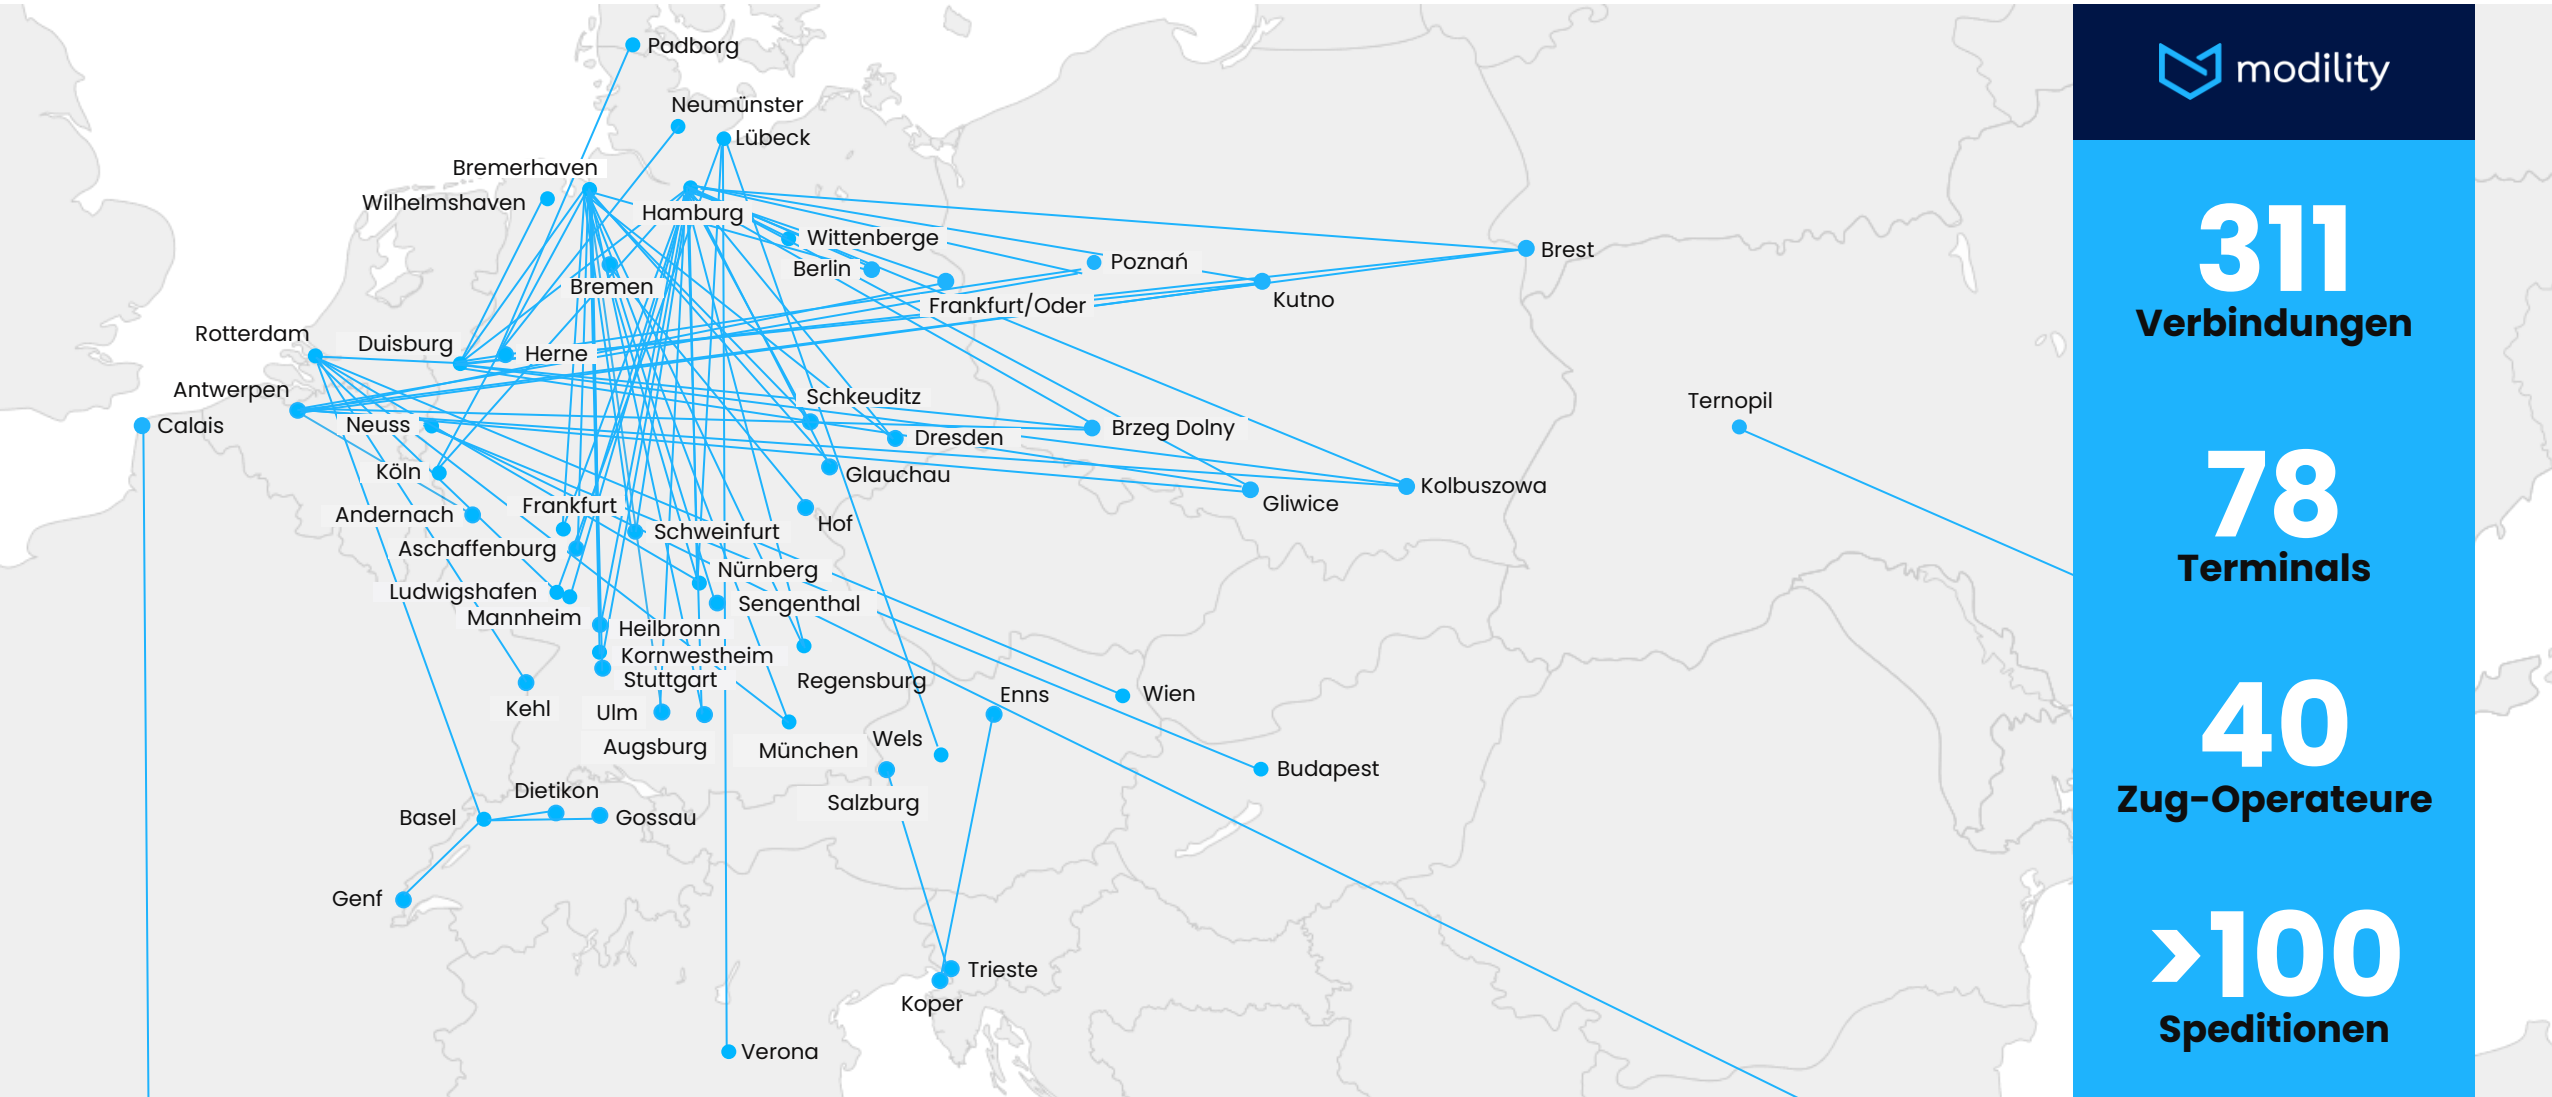 Padborg
Neumünster
Lübeck
Bremerhaven
Wilhelmshaven
Hamburg
Wittenberge
Berlin
Poznań
Brest
Bremen
Frankfurt/Oder
Kutno
Rotterdam
Duisburg
Herne
Antwerpen
Schkeuditz
Ternopil
Calais
Neuss
Dresden
Brzeg Dolny
Köln
Glauchau
Kolbuszowa
Gliwice
Frankfurt
Andernach
Hof
Schweinfurt
Aschaffenburg
Nürnberg
Ludwigshafen
Sengenthal
Mannheim
Heilbronn
Kornwestheim
Stuttgart
Regensburg
Enns
Wien
Kehl
Ulm
Augsburg
München
Wels
Budapest
Dietikon
Salzburg
Basel
Gossau
Genf
Trieste
Koper
Verona
modility
311
Verbindungen
78
Terminals
40
Zug-Operateure
>100
Speditionen